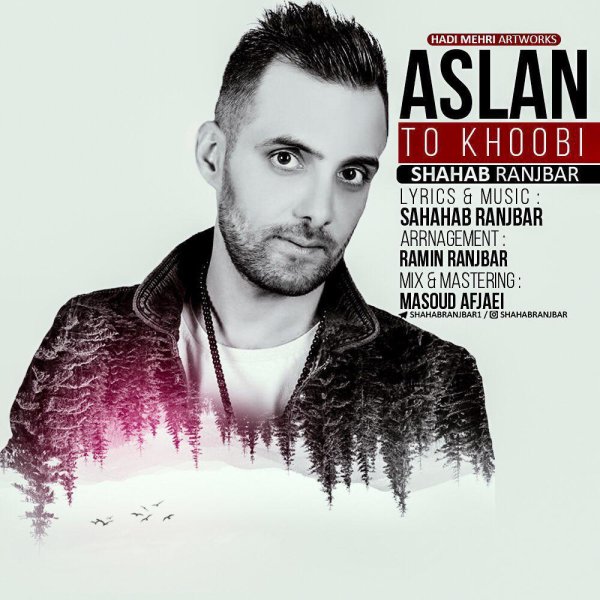 HADI MEHRI ARTWORKS
ASLAN
TO KHOOBI
SHAHAB RANJBAR
LYRICS & MUSIC :
SAHAHAB RANJBAR
ARRNAGEMENT :
RAMIN RANJBAR
MIX & MASTERING :
MASOUD AFJAEI
SHAHABRANJBAR1 / SHAHABRANJBAR